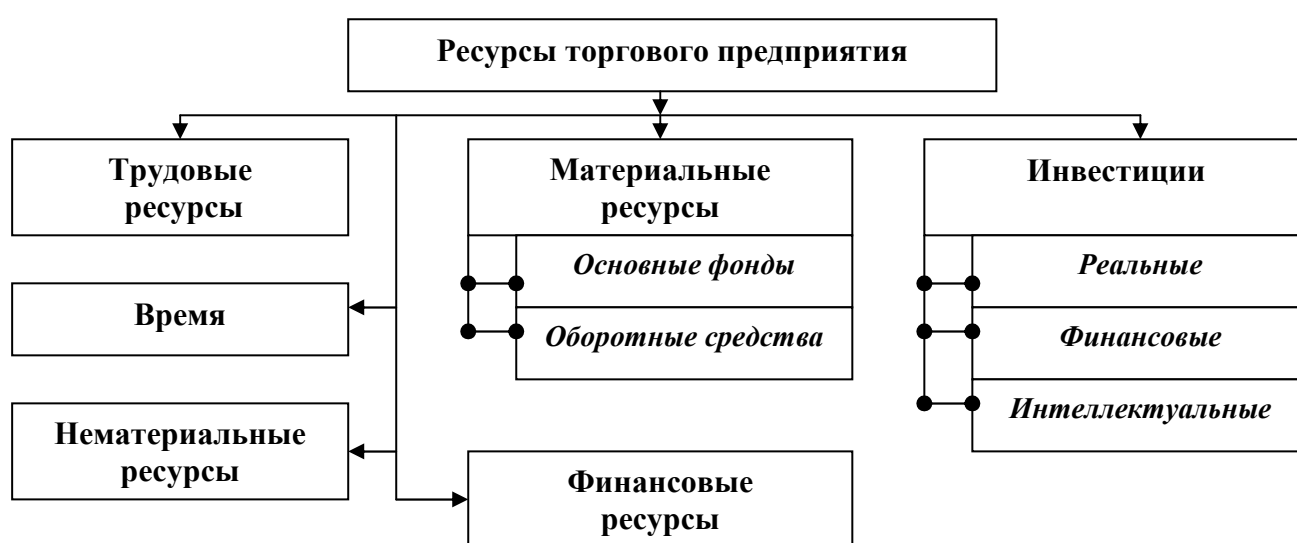 Ресурсы торгового предприятия
Трудовые
ресурсы
Материальные
ресурсы
Инвестиции
Основные фонды
Реальные
Время
Оборотные средства
Финансовые
Интеллектуальные
Нематериальные
ресурсы
Финансовые
ресурсы